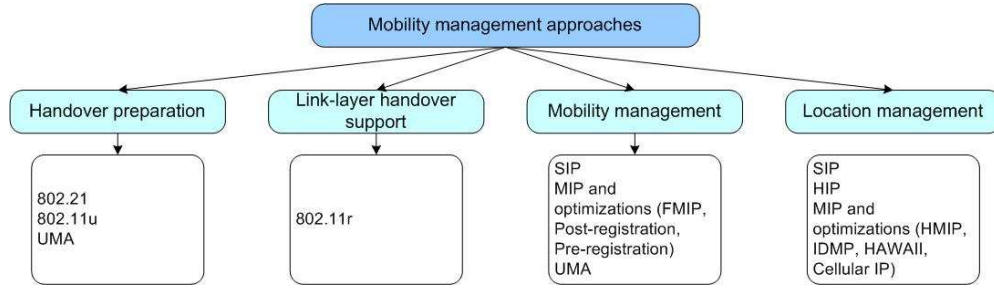 Mobility management approaches
Handover preparation
Link-layer handover
support
Mobility management
Location management
802.21
802.11u
UMA
802.11r
SIP
MIP and
optimizations (FMIP,
Post-registration,
Pre-registration)
UMA
SIP
HIP
MIP and
optimizations (HMIP,
IDMP, HAWAII,
Cellular IP)